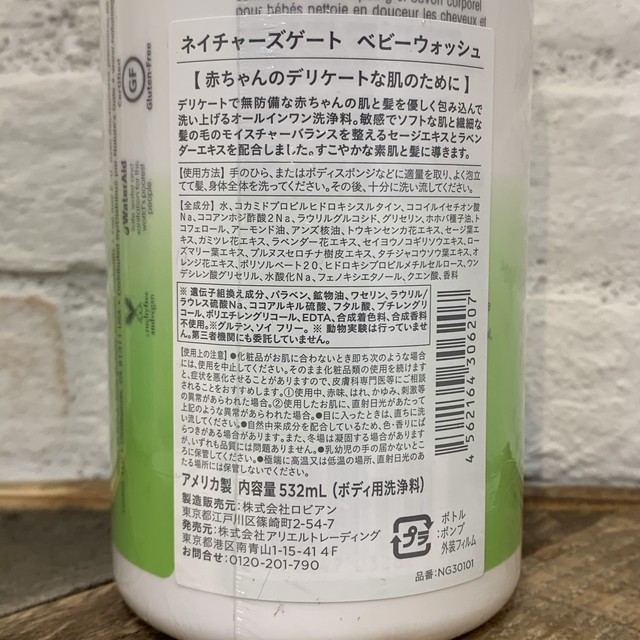 pour bébés nettoie en douceur les cheveux et
ネイチャーズゲート ベビーウォッシュ
【 赤ちゃんのデリケートな肌のために 】
デリケートで無防備な赤ちゃんの肌と髪を優しく包み込んで
洗い上げるオールインワン洗浄料。敏感でソフトな肌と繊細
な髪の毛のモイスチャーバランスを整えるセージエキスとラベン
ダーエキスを配合しました。すこやかな素肌と髪に導きます。
【使用方法】手のひら、またはボディスポンジなどに適量を取り、よく泡立
てて髪、身体全体を洗ってください。その後、十分に洗い流してください。
【全成分】水、コカミドプロピルヒドロキシスルタイン、ココイルイセチオン酸
Na、ココアンホジ酢酸2Na、ラウリルグルコシド、グリセリン、ホホバ種子油、ト
コフェロール、アーモンド油、アンズ核油、トウキンセンカ花エキス、セージ葉エ
キス、カミツレ花エキス、ラベンダー花エキス、セイヨウノコギリソウエキス、ロー
ズマリー葉エキス、プルヌスセロチナ樹皮エキス、タチジャコウソウ葉エキス、オ
レンジ花エキス、ポリソルベート20、ヒドロキシプロピルメチルセルロース、ウン
デシレン酸グリセリル、水酸化Na、フェノキシエタノール、クエン酸、香料
※ 遺伝子組換え成分、パラベン、鉱物油、ワセリン、ラウリル/
ラウレス硫酸Na、ココアルキル硫酸、フタル酸、ブチレングリ
コール、ポリエチレングリコール、EDTA、合成着色料、合成香料
不使用。※グルテン、ソイ フリー。※ 動物実験は行っていませ
ん。第三者機関にも委託していません。
【使用上の注意】●化粧品がお肌に合わないとき即ち次のような場合
には、使用を中止してください。そのまま化粧品類の使用を続けます
と、症状を悪化させることがありますので、皮膚科専門医等にご相談
されることをおすすめします。①使用中、赤味、はれ、かゆみ、刺激等
の異常があらわれた場合。②使用したお肌に、直射日光があたって
上記のような異常があらわれた場合。●目に入ったときは、直ちに洗
い流してください。●自然由来成分を配合しているため、色・香りにば
らつきがある場合があります。また、冬場は凝固する場合があります
が、いずれも品質には問題ありません。●乳幼児の手の届かないとこ
ろに保管してください。●極端に高温又は低温の場所、直射日光のあ
たる場所には保管しないでください。
アメリカ製 内容量 532mL (ボディ用洗浄料)
製造販売元：株式会社ロビアン
東京都江戸川区篠崎町2-54-7
発売元：株式会社アリエルトレーディング
東京都港区南青山1-15-41 4F
お問合せ：0120-201-790
プラ
ボトル
:ポンプ
外装フィルム
品番：NG30101
4 562164 306207
GF
Certified
Gluten-Free
WaterAid
people.